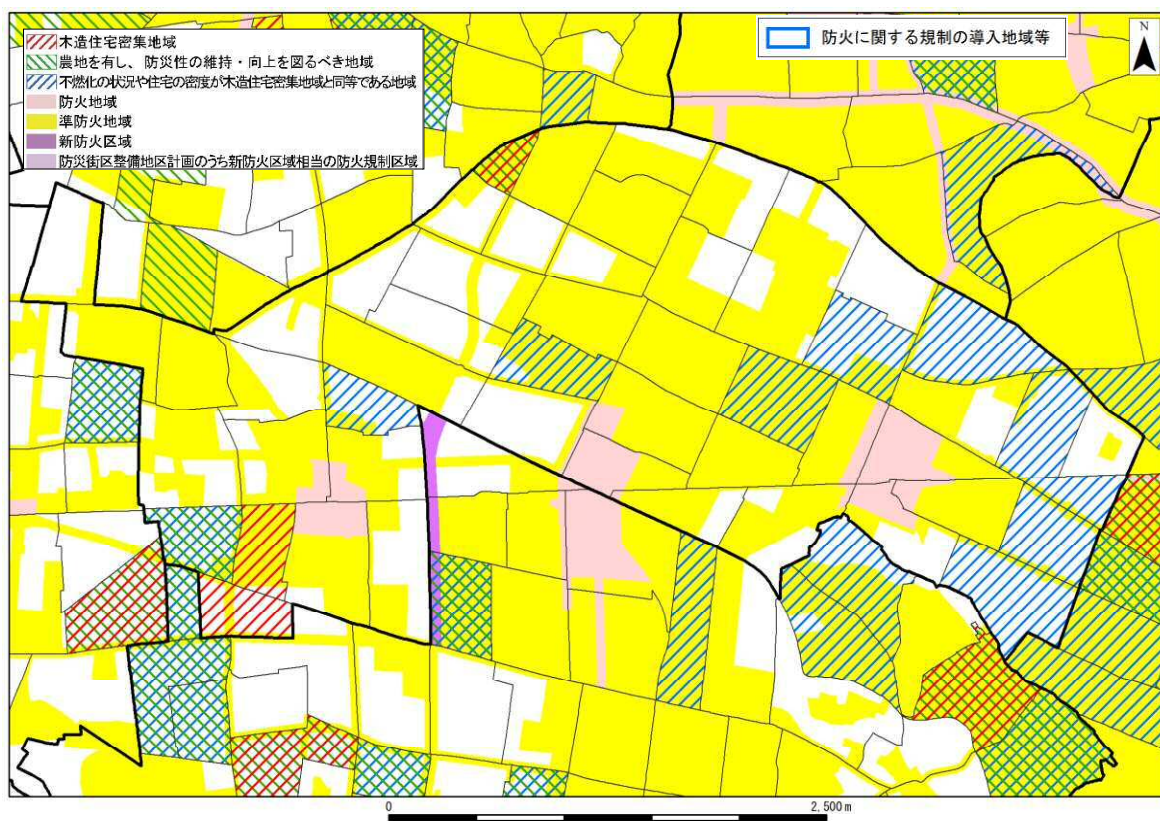 木造住宅密集地域
農地を有し、防災性の維持・向上を図るべき地域
不燃化の状況や住宅の密度が木造住宅密集地域と同等である地域
防火地域
準防火地域
新防火区域
防災街区整備地区計画のうち新防火区域相当の防火規制区域
防火に関する規制の導入地域等
N
0 2,500m